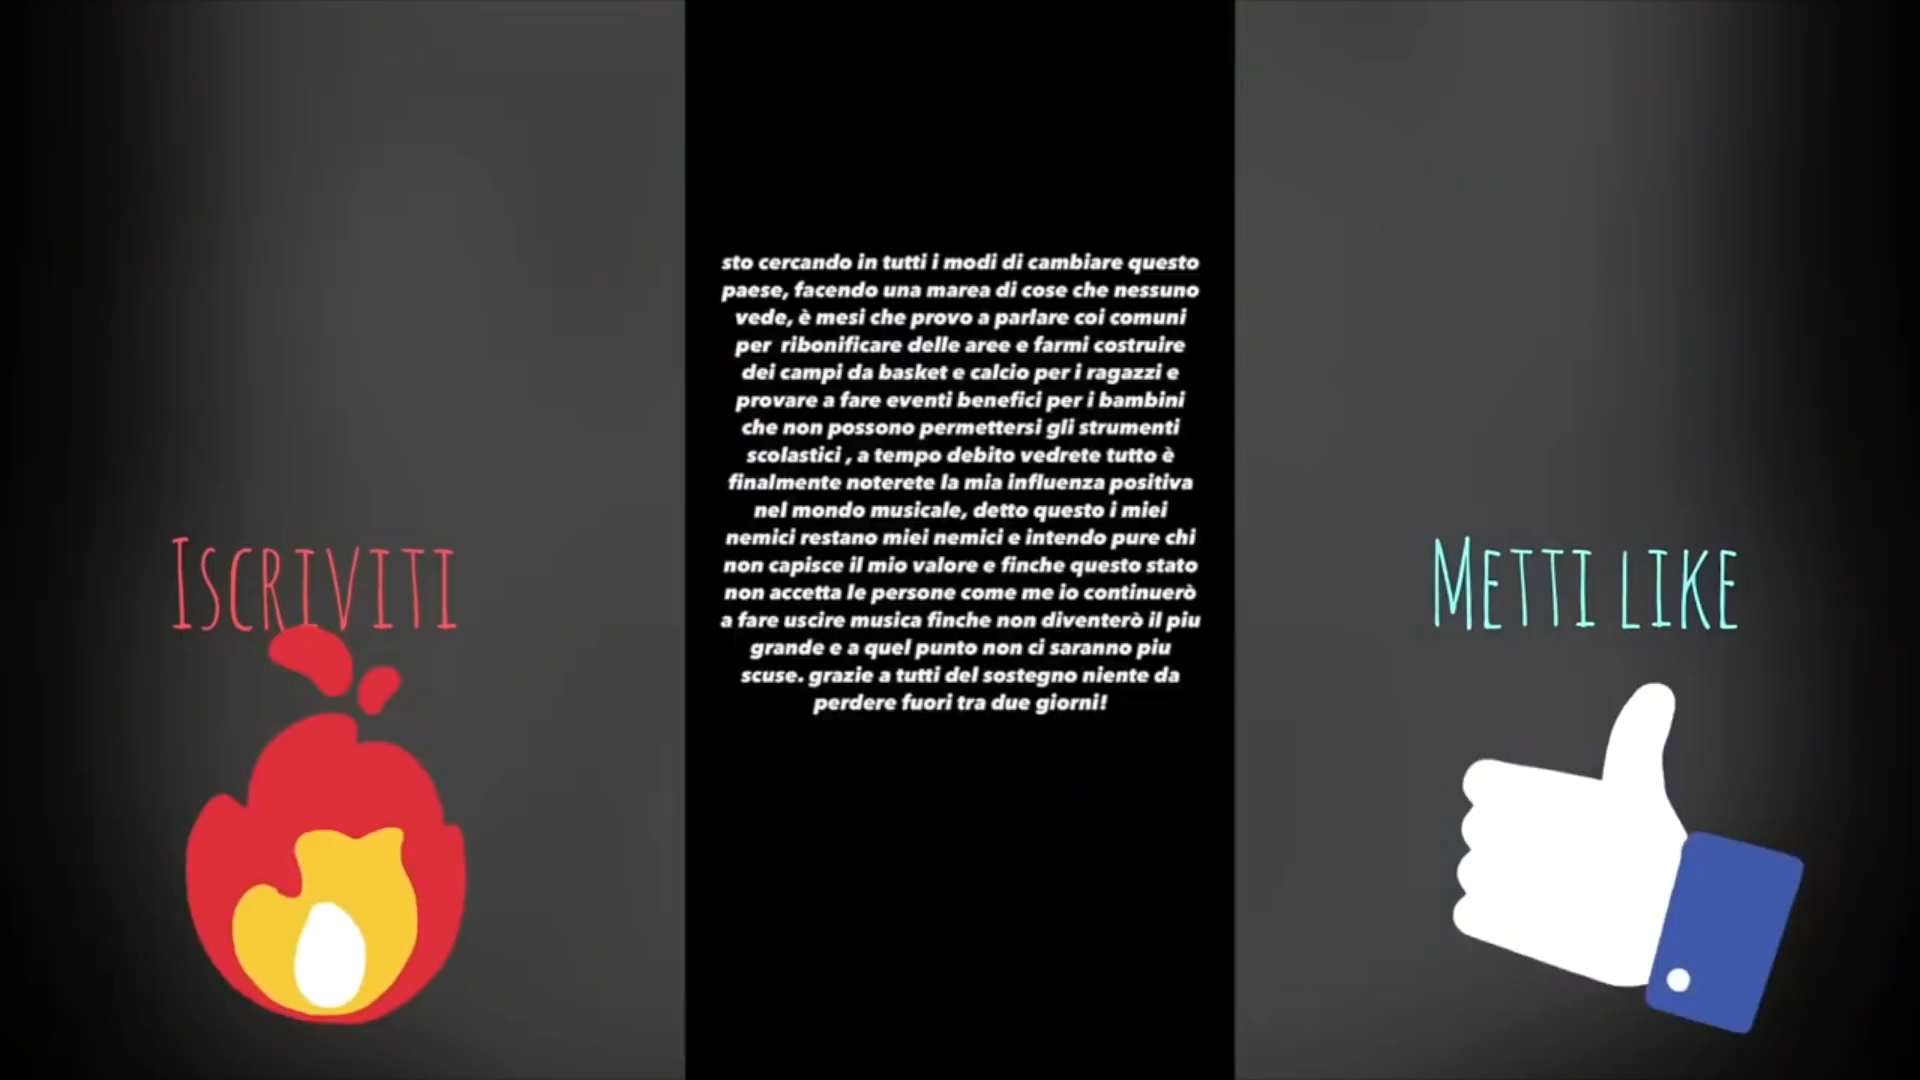 sto cercando in tutti i modi di cambiare questo
paese, facendo una marea di cose che nessuno
vede, è mesi che provo a parlare coi comuni
per ribonificare delle aree e farmi costruire
dei campi da basket e calcio per i ragazzi e
provare a fare eventi benefici per i bambini
che non possono permettersi gli strumenti
scolastici , a tempo debito vedrete tutto è
finalmente noterete la mia influenza positiva
nel mondo musicale, detto questo i miei
nemici restano miei nemici e intendo pure chi
non capisce il mio valore e finche questo stato
non accetta le persone come me io continuerò
a fare uscire musica finche non diventerò il piu
grande e a quel punto non ci saranno piu
scuse. grazie a tutti del sostegno niente da
perdere fuori tra due giorni!
Iscriviti
Metti like